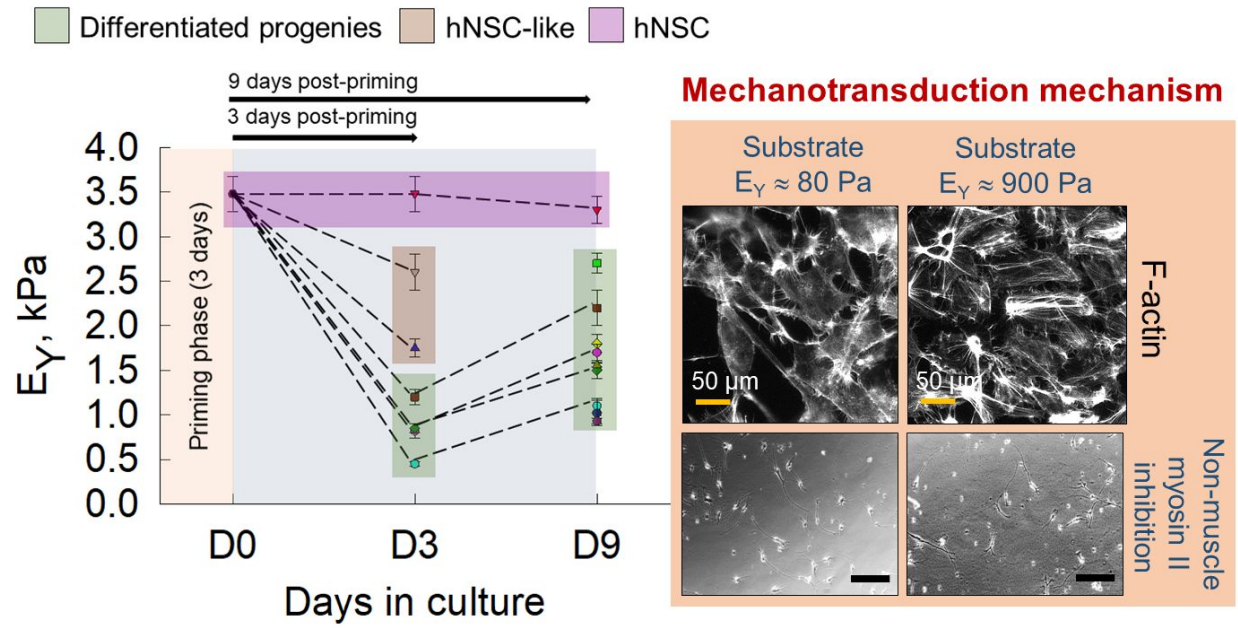 Differentiated progenies hNSC-like hNSC
9 days post-priming
3 days post-priming
4.0
3.5
3.0
2.5
2.0
1.5
1.0
0.5
0.0
E_Y, kPa
Priming phase (3 days)
D0 D3 D9
Days in culture
Mechanotransduction mechanism
Substrate
E_Y ≈ 80 Pa
Substrate
E_Y ≈ 900 Pa
50 µm
50 µm
F-actin
Non-muscle
myosin II
inhibition